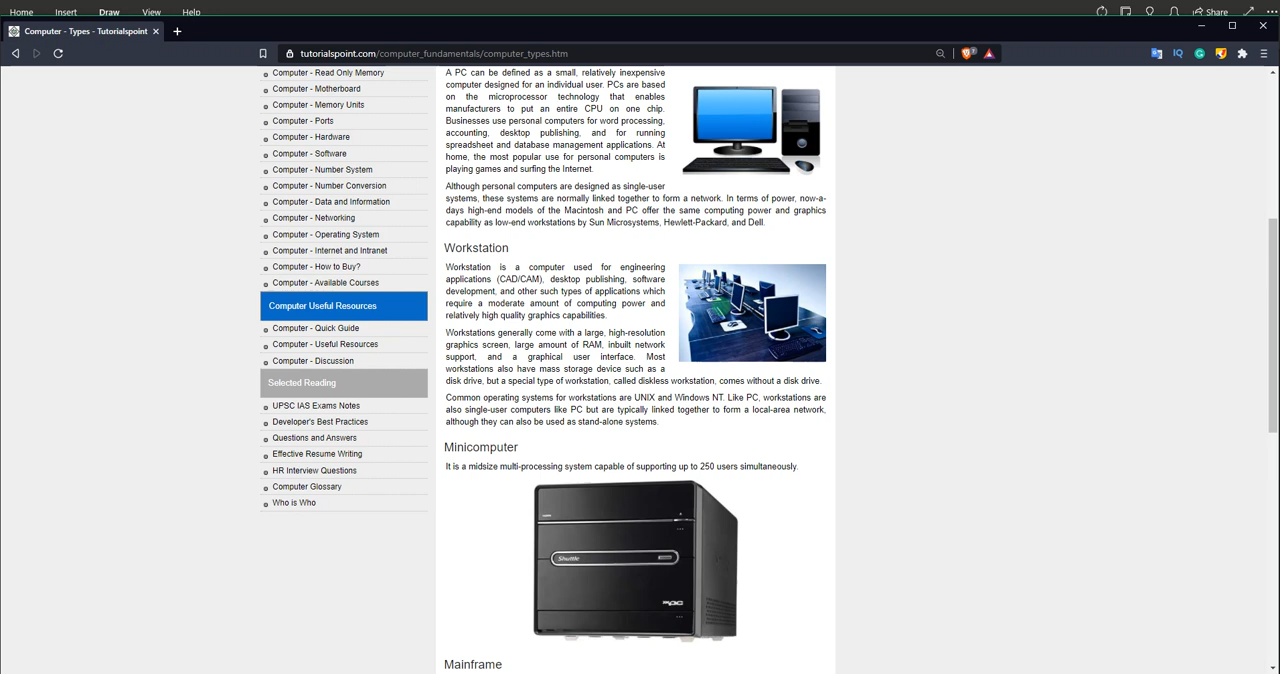 Home Insert Draw View Help Share
Computer - Types - Tutorialspoint
tutorialspoint.com/computer_fundamentals/computer_types.htm
Computer - Read Only Memory
Computer - Motherboard
Computer - Memory Units
Computer - Ports
Computer - Hardware
Computer - Software
Computer - Number System
Computer - Number Conversion
Computer - Data and Information
Computer - Networking
Computer - Operating System
Computer - Internet and Intranet
Computer - How to Buy?
Computer - Available Courses
Computer Useful Resources
Computer - Quick Guide
Computer - Useful Resources
Computer - Discussion
Selected Reading
UPSC IAS Exams Notes
Developer's Best Practices
Questions and Answers
Effective Resume Writing
HR Interview Questions
Computer Glossary
Who is Who
A PC can be defined as a small, relatively inexpensive
computer designed for an individual user. PCs are based
on the microprocessor technology that enables
manufacturers to put an entire CPU on one chip.
Businesses use personal computers for word processing,
accounting, desktop publishing, and for running
spreadsheet and database management applications. At
home, the most popular use for personal computers is
playing games and surfing the Internet.
Although personal computers are designed as single-user
systems, these systems are normally linked together to form a network. In terms of power, now-a-
days high-end models of the Macintosh and PC offer the same computing power and graphics
capability as low-end workstations by Sun Microsystems, Hewlett-Packard, and Dell.
Workstation
Workstation is a computer used for engineering
applications (CAD/CAM), desktop publishing, software
development, and other such types of applications which
require a moderate amount of computing power and
relatively high quality graphics capabilities.
Workstations generally come with a large, high-resolution
graphics screen, large amount of RAM, inbuilt network
support, and a graphical user interface. Most
workstations also have mass storage device such as a
disk drive, but a special type of workstation, called diskless workstation, comes without a disk drive.
Common operating systems for workstations are UNIX and Windows NT. Like PC, workstations are
also single-user computers like PC but are typically linked together to form a local-area network,
although they can also be used as stand-alone systems.
Minicomputer
It is a midsize multi-processing system capable of supporting up to 250 users simultaneously.
Shuttle
Mainframe